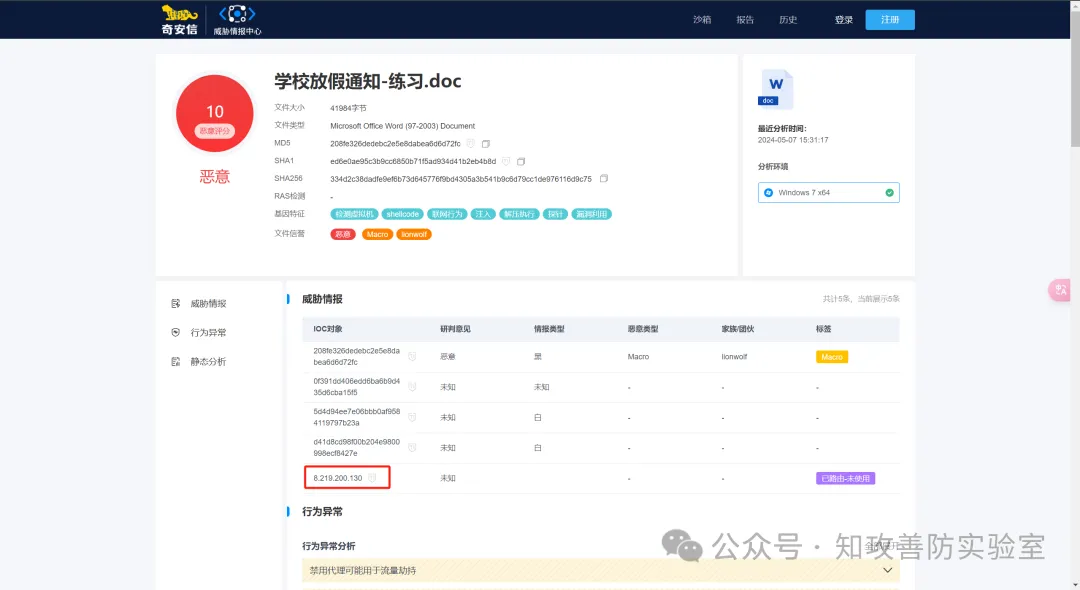 奇安信 威胁情报中心 沙箱 报告 历史 登录 注册
学校放假通知-练习.doc
10
恶意评分
恶意
文件大小 41984字节
文件类型 Microsoft Office Word (97-2003) Document
MD5 208fe326dedebc2e5e8dabea6d6d72fc
SHA1 ed6e0ae95c3b9cc6850b71f5ad934d41b2eb4b8d
SHA256 334d2c38dadfe9ef6b73d645776f9bd4305a3b541b9c6d79cc1de976116d9c75
RAS检测 -
基因特征 检测虚拟机 shellcode 联网行为 注入 解压执行 探针 漏洞利用
文件信誉 恶意 Macro lionwolf
W
doc
最近分析时间:
2024-05-07 15:31:17
分析环境
Windows 7 x64
威胁情报
行为异常
静态分析
威胁情报 共计5条，当前展示5条
IOC对象 研判意见 情报类型 恶意类型 家族/团伙 标签
208fe326dedebc2e5e8da
bea6d6d72fc 恶意 黑 Macro lionwolf Macro
0f391dd406edd6ba6b9d4
35d6cba15f5 未知 未知 - - -
5d4d94ee7e06bbb0af958
4119797b23a 未知 白 - - -
d41d8cd98f00b204e9800
998ecf8427e 未知 白 - - -
8.219.200.130 未知 - - 已路由-未使用
行为异常
行为异常分析
公众号 · 知攻善防实验室
禁用代理可能用于流量劫持